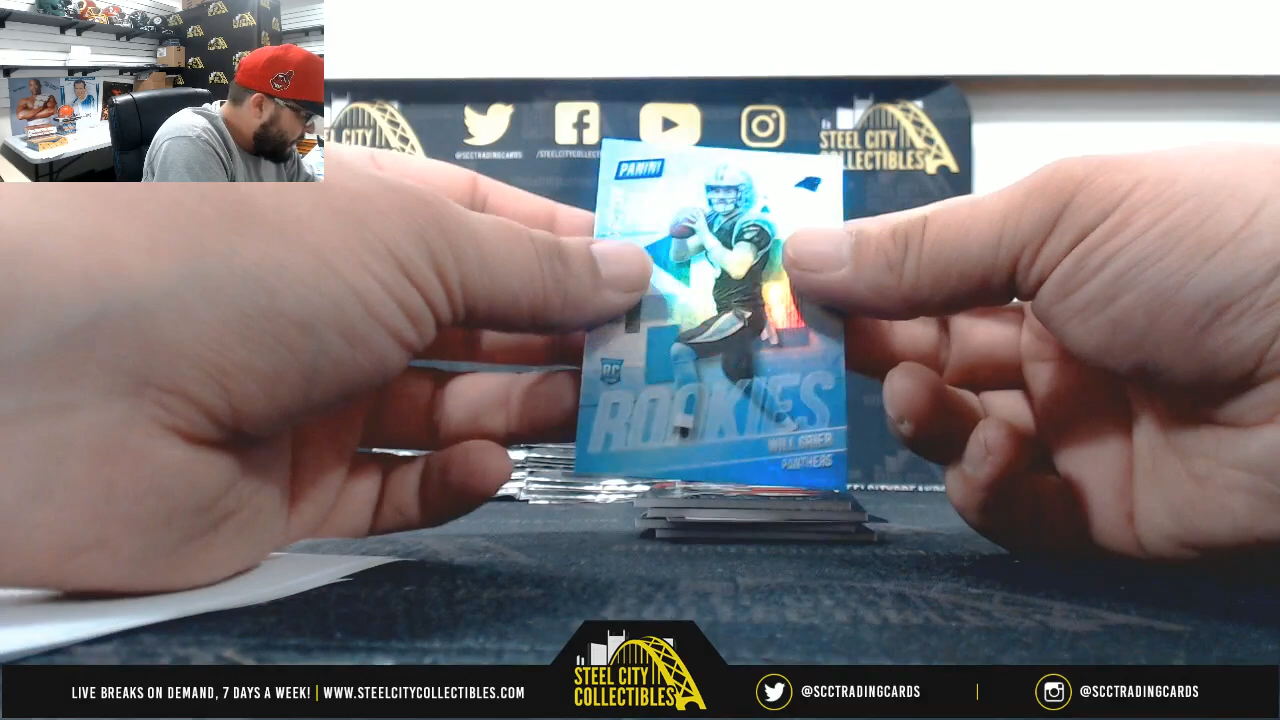 STEEL CITY
COLLECTIBLES
@SCCTRADINGCARDS
PANINI
RC
ROOKIES
WILL GRIER
PANTHERS
STEEL CITY
COLLECTIBLES
LIVE BREAKS ON DEMAND, 7 DAYS A WEEK! | WWW.STEELCITYCOLLECTIBLES.COM
@SCCTRADINGCARDS
@SCCTRADINGCARDS